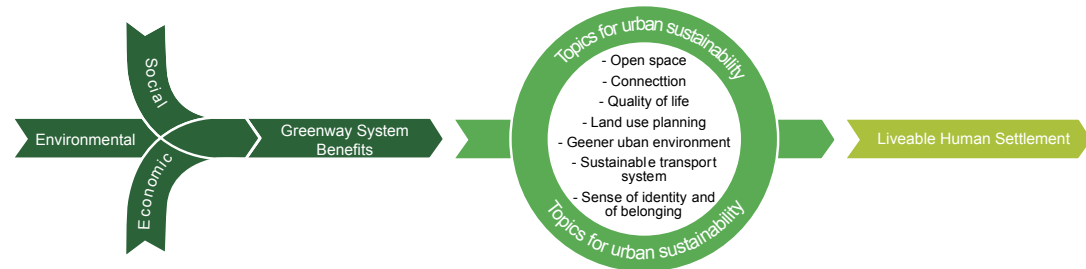 Social
Environmental
Economic
Greenway System
Benefits
Topics for urban sustainability
- Open space
- Connecttion
- Quality of life
- Land use planning
- Geener uban environment
- Sustainable transport
system
- Sense of identity and
of belonging
Topics for urban sustainability
Liveable Human Settlement